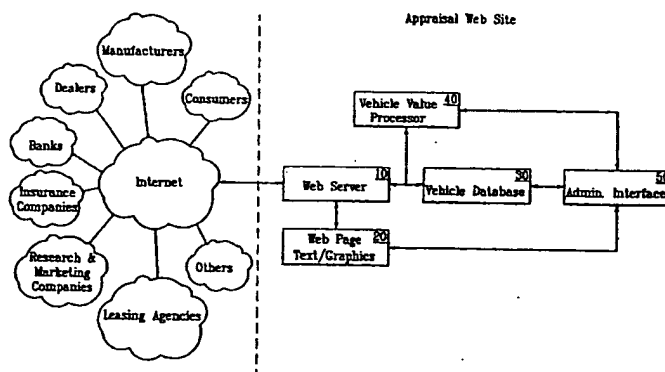 Appraisal Web Site
Manufacturers
Dealers
Consumers
Banks
Internet
Insurance
Companies
Research &
Marketing
Companies
Others
Leasing Agencies
Vehicle Value
Processor
40
Web Server
10
Vehicle Database
30
Admin. Interface
50
Web Page
Text/Graphics
20